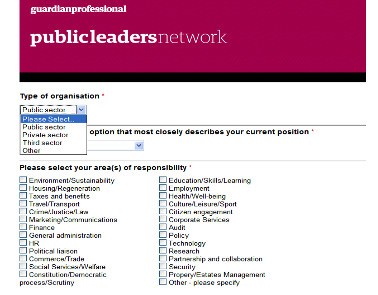 guardianprofessional
publicleadersnetwork
Type of organisation *
Public sector
Please Select...
Public sector
Private sector
Third sector
Other
option that most closely describes your current position *
Please select your area(s) of responsibility *
Environment/Sustainability
Housing/Regeneration
Taxes and benefits
Travel/Transport
Crime/Justice/Law
Marketing/Communications
Finance
General administration
HR
Political liaison
Commerce/Trade
Social Services/Welfare
Constitution/Democratic
process/Scrutiny
Education/Skills/Learning
Employment
Health/Well-being
Culture/Leisure/Sport
Citizen engagement
Corporate Services
Audit
Policy
Technology
Research
Partnership and collaboration
Security
Propery/Estates Management
Other - please specify